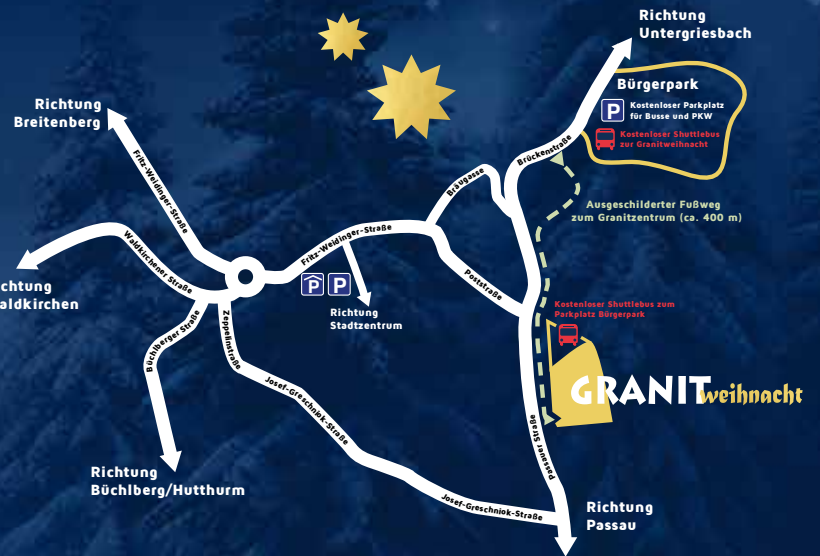 Richtung
Untergriesbach
Bürgerpark
P
Kostenloser Parkplatz
für Busse und PKW
Kostenloser Shuttlebus
zur Granitweihnacht
Richtung
Breitenberg
Fritz-Weidinger-Straße
Brückenstraße
Bräugasse
Ausgeschilderter Fußweg
zum Granitzentrum (ca. 400 m)
Waldkirchener Straße
Fritz-Weidinger-Straße
chtung
aldkirchen
P P
Poststraße
Richtung
Stadtzentrum
Kostenloser Shuttlebus zum
Parkplatz Bürgerpark
Büchlberger Straße
Zeppelinstraße
Josef-Greschniok-Straße
GRANITweihnacht
Passauer Straße
Richtung
Büchlberg/Hutthurm
Josef-Greschniok-Straße
Richtung
Passau